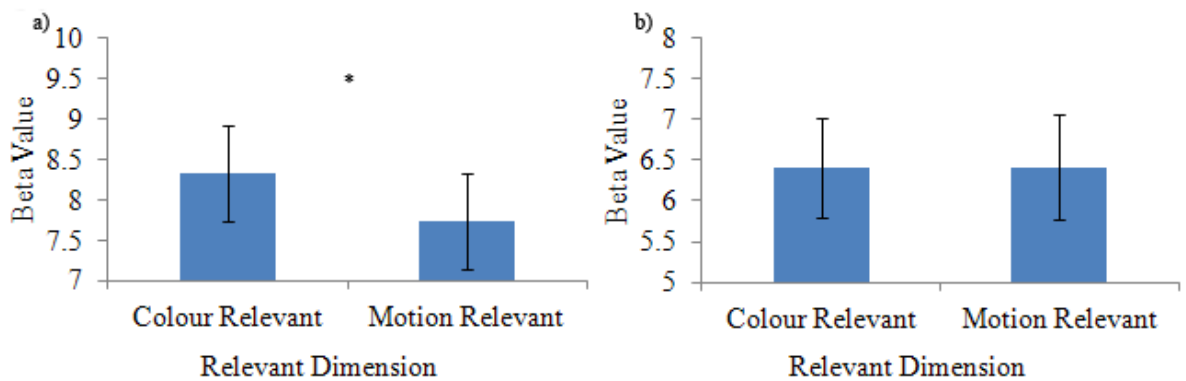 a)
Beta Value
10
9.5
9
8.5
8
7.5
7
*
Colour Relevant Motion Relevant
Relevant Dimension
b)
Beta Value
8
7.5
7
6.5
6
5.5
5
Colour Relevant Motion Relevant
Relevant Dimension